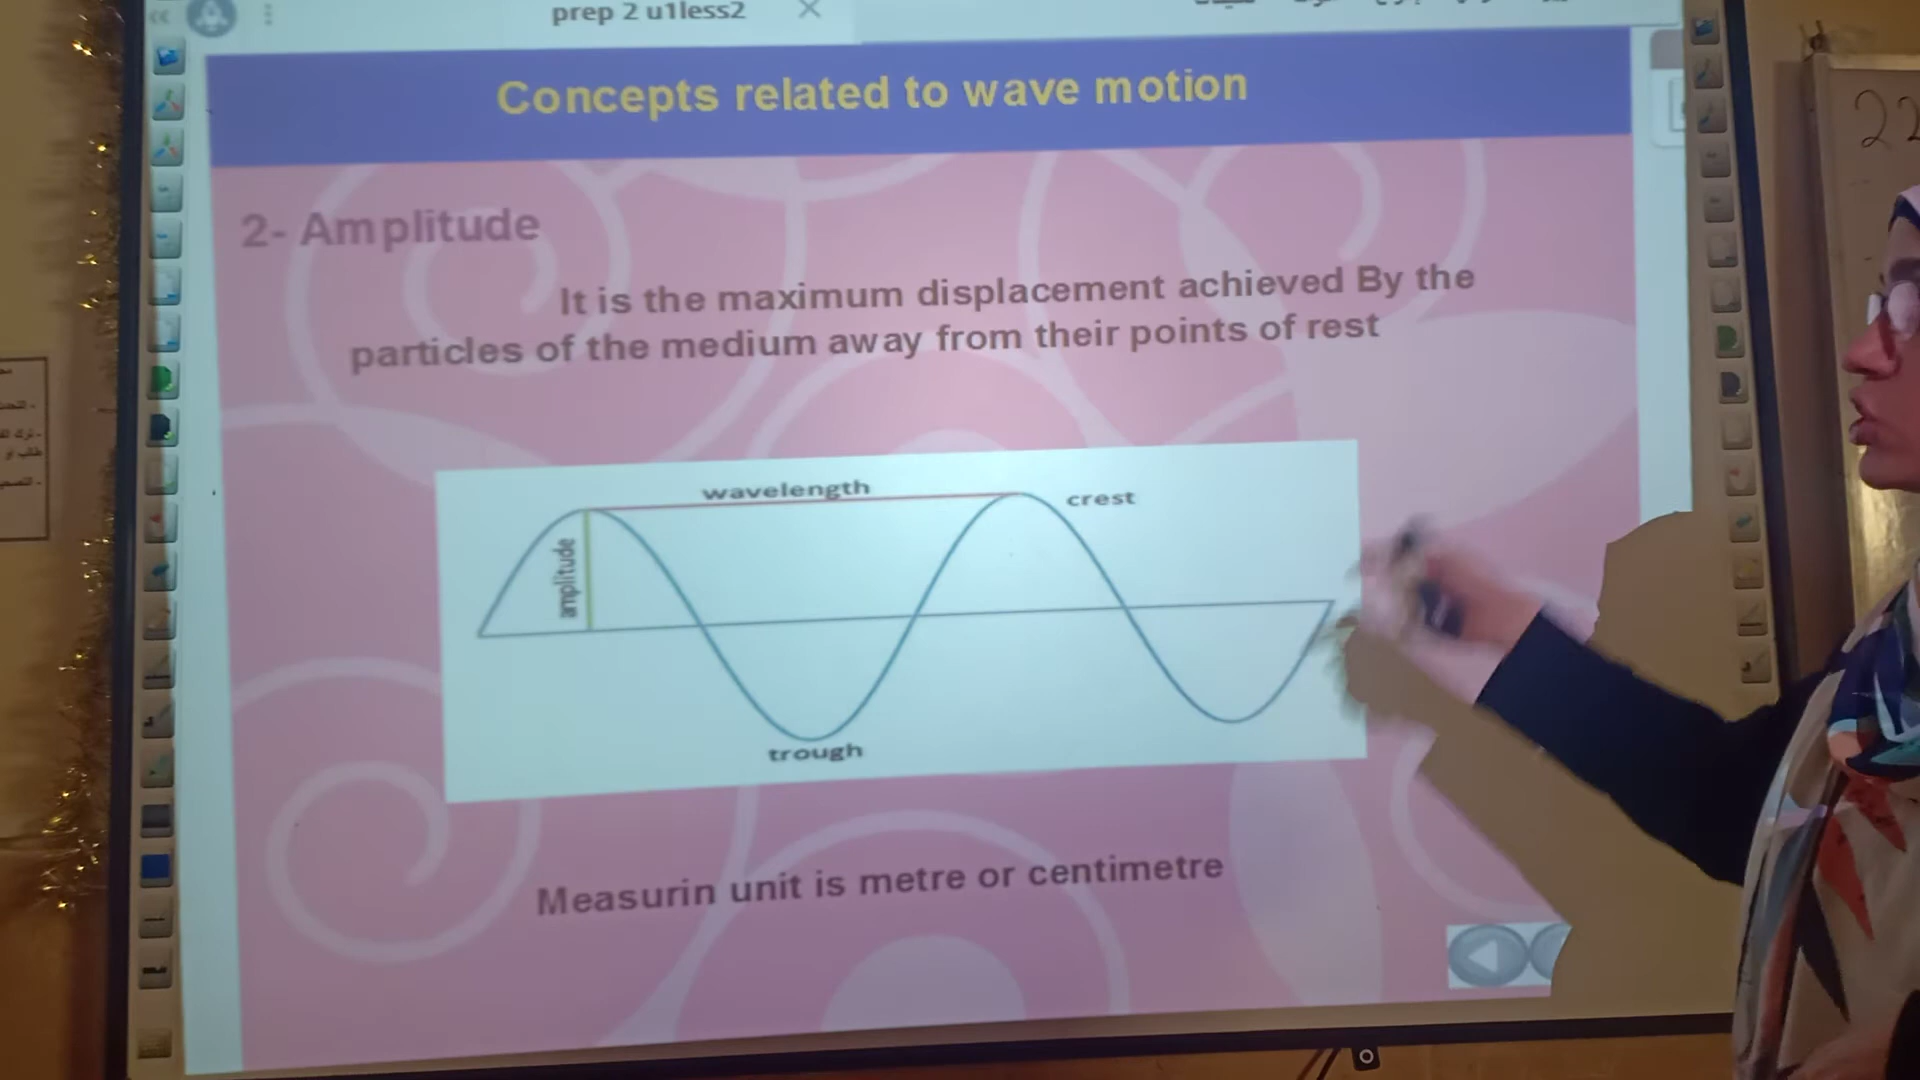 prep 2 u1less2
Concepts related to wave motion
22
2- Amplitude
It is the maximum displacement achieved By the
particles of the medium away from their points of rest
wavelength
crest
amplitude
trough
Measurin unit is metre or centimetre